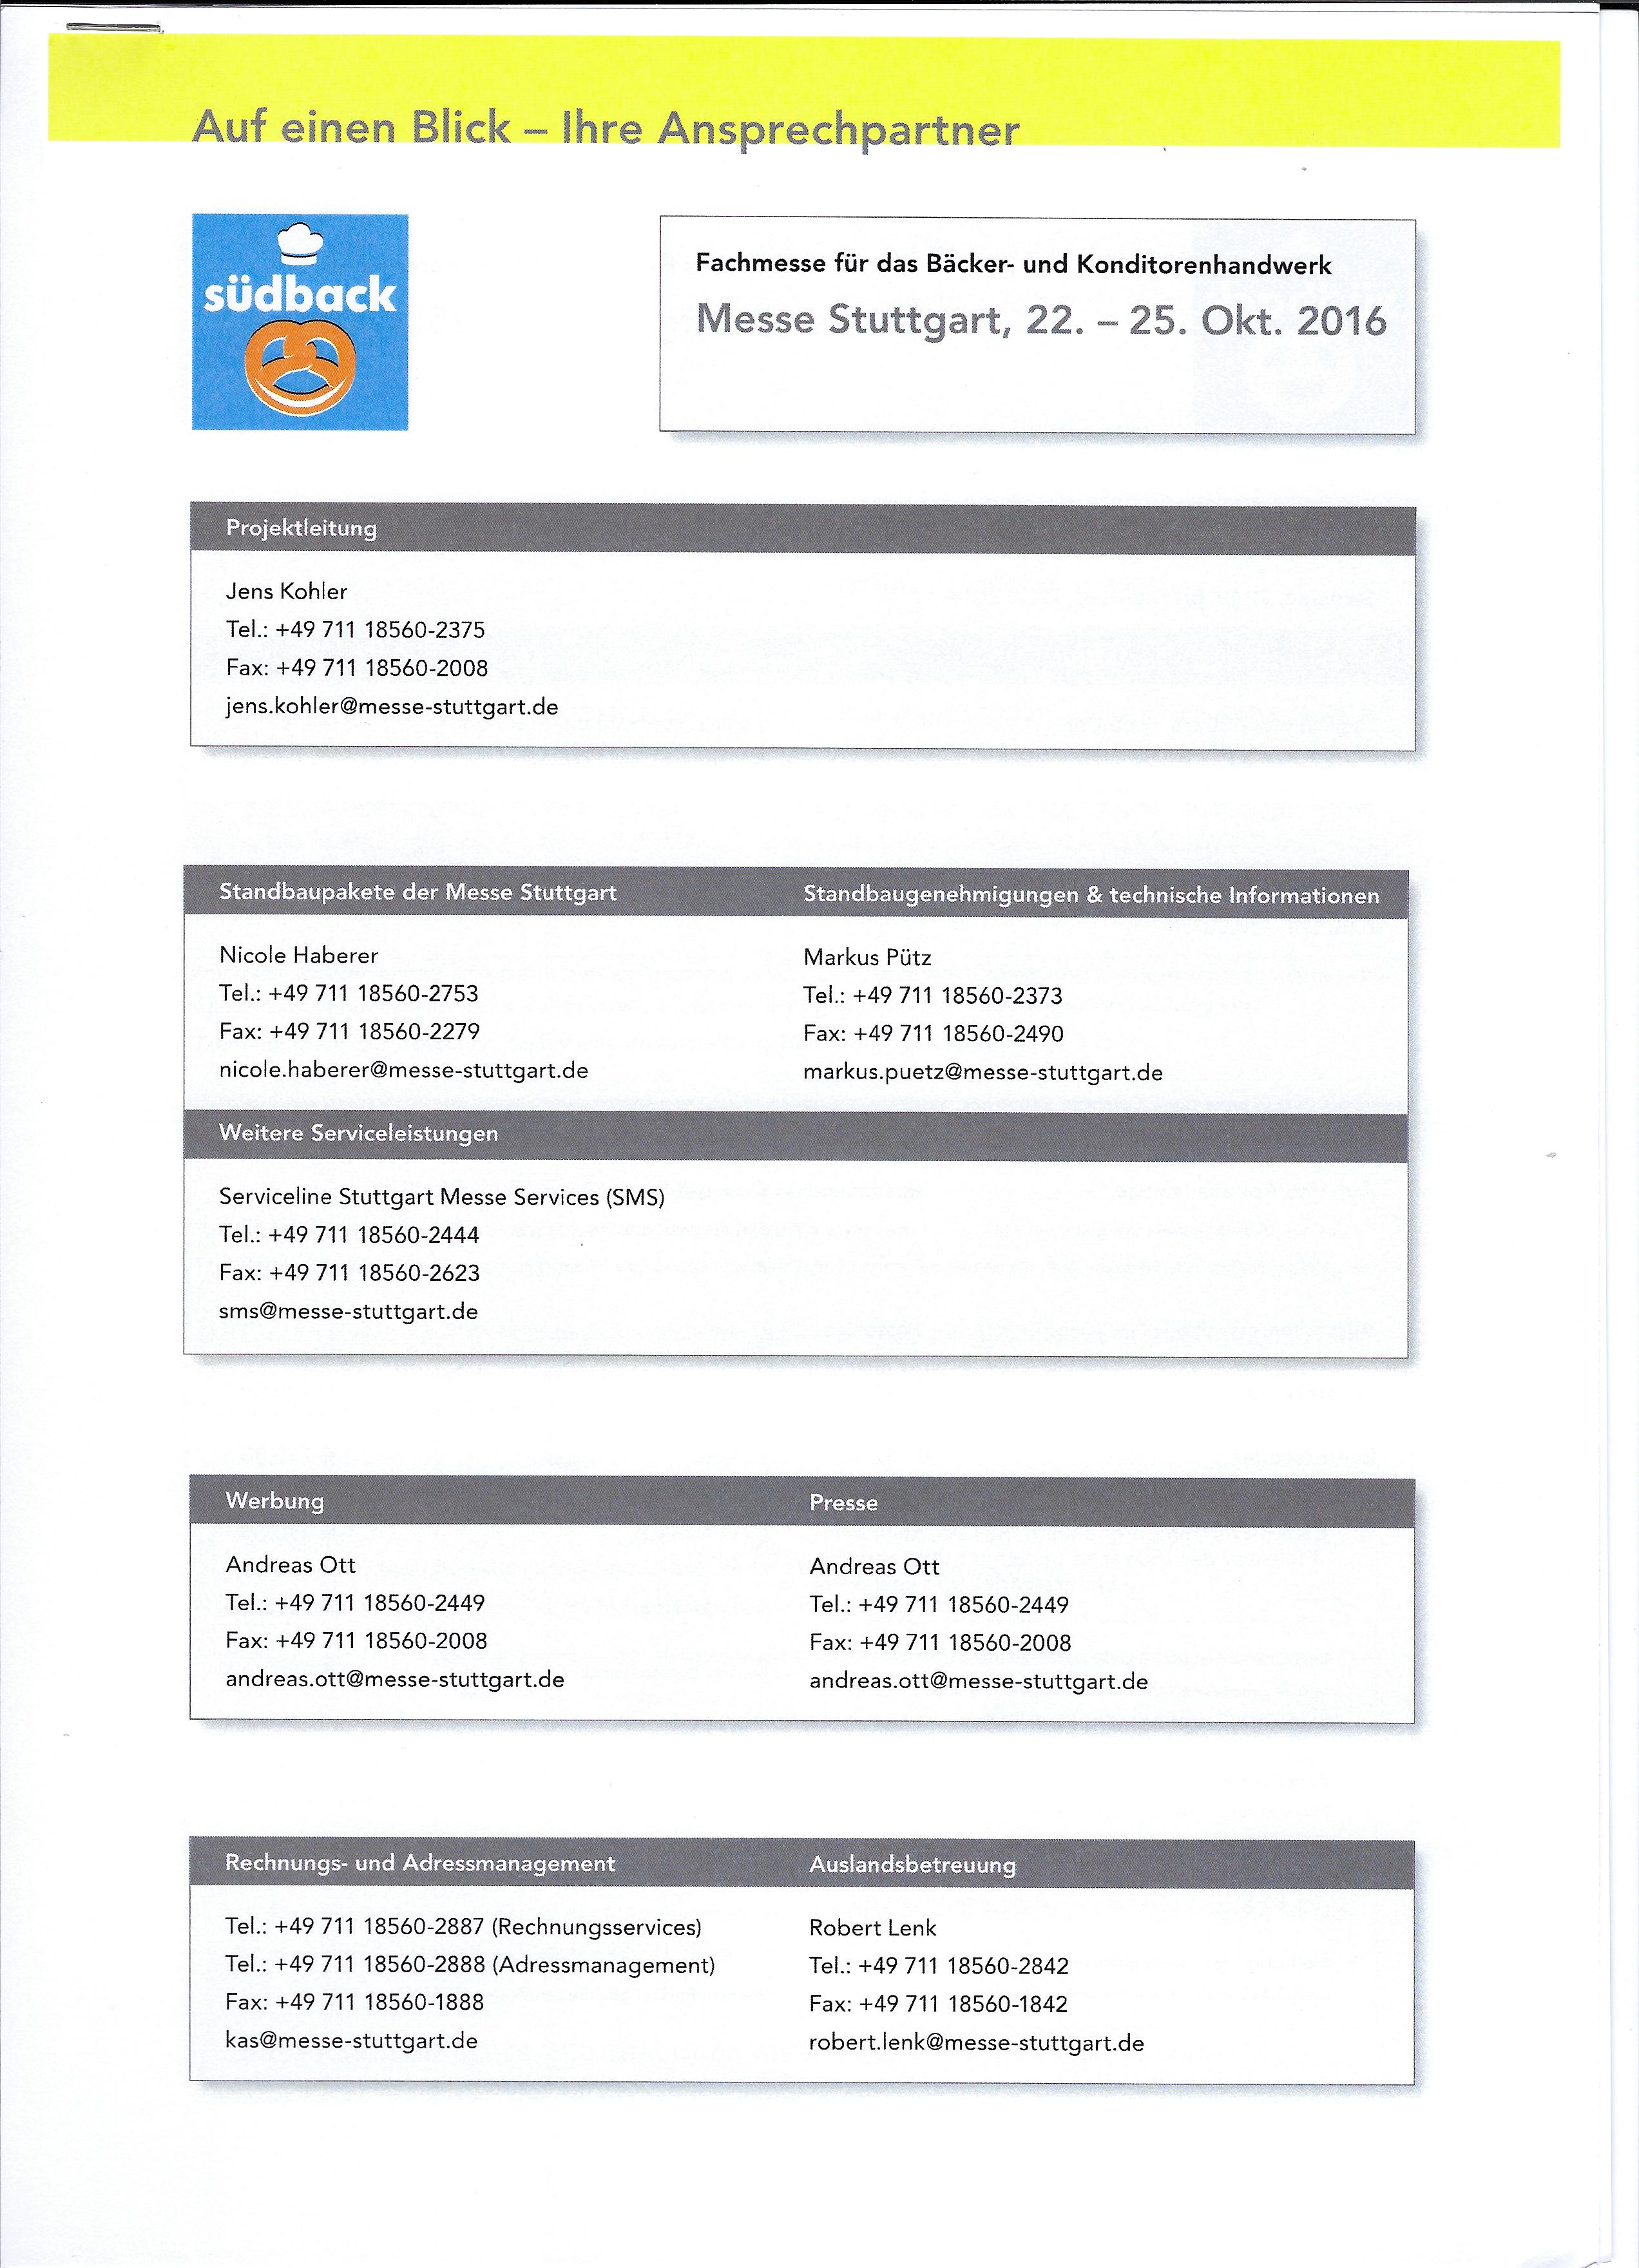 Auf einen Blick – Ihre Ansprechpartner
südback
Fachmesse für das Bäcker- und Konditorenhandwerk
Messe Stuttgart, 22. – 25. Okt. 2016
Projektleitung
Jens Kohler
Tel.: +49 711 18560-2375
Fax: +49 711 18560-2008
jens.kohler@messe-stuttgart.de
Standbaupakete der Messe Stuttgart
Nicole Haberer
Tel.: +49 711 18560-2753
Fax: +49 711 18560-2279
nicole.haberer@messe-stuttgart.de
Standbaugenehmigungen & technische Informationen
Markus Pütz
Tel.: +49 711 18560-2373
Fax: +49 711 18560-2490
markus.puetz@messe-stuttgart.de
Weitere Serviceleistungen
Serviceline Stuttgart Messe Services (SMS)
Tel.: +49 711 18560-2444
Fax: +49 711 18560-2623
sms@messe-stuttgart.de
Werbung
Andreas Ott
Tel.: +49 711 18560-2449
Fax: +49 711 18560-2008
andreas.ott@messe-stuttgart.de
Presse
Andreas Ott
Tel.: +49 711 18560-2449
Fax: +49 711 18560-2008
andreas.ott@messe-stuttgart.de
Rechnungs- und Adressmanagement
Tel.: +49 711 18560-2887 (Rechnungsservices)
Tel.: +49 711 18560-2888 (Adressmanagement)
Fax: +49 711 18560-1888
kas@messe-stuttgart.de
Auslandsbetreuung
Robert Lenk
Tel.: +49 711 18560-2842
Fax: +49 711 18560-1842
robert.lenk@messe-stuttgart.de